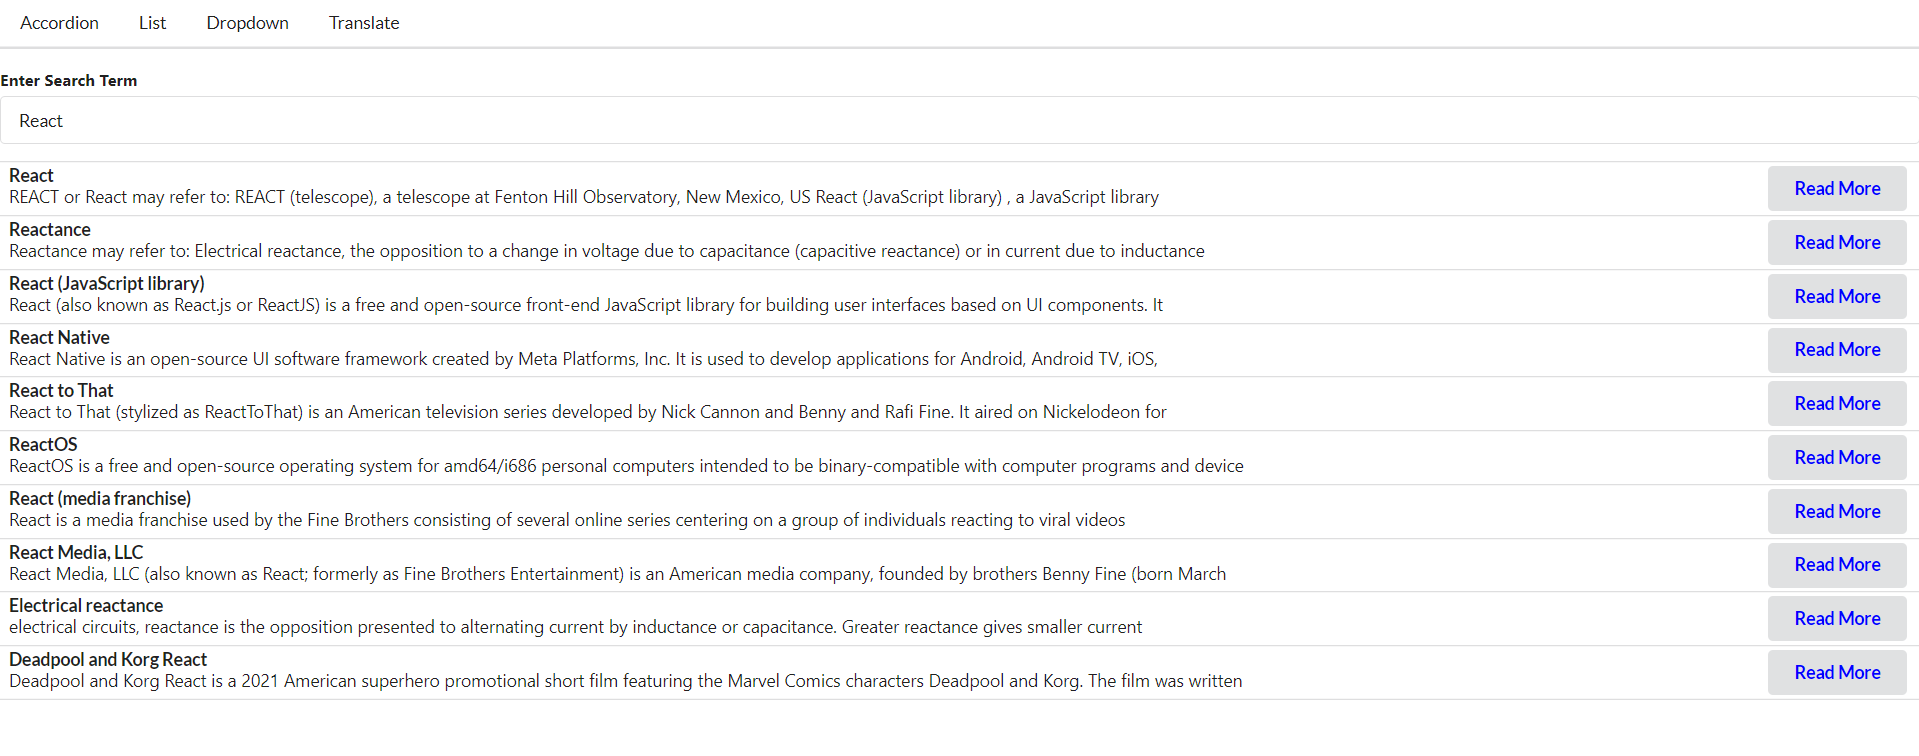 Accordion List Dropdown Translate
Enter Search Term
React
React
REACT or React may refer to: REACT (telescope), a telescope at Fenton Hill Observatory, New Mexico, US React (JavaScript library) , a JavaScript library
Read More
Reactance
Reactance may refer to: Electrical reactance, the opposition to a change in voltage due to capacitance (capacitive reactance) or in current due to inductance
Read More
React (JavaScript library)
React (also known as React.js or ReactJS) is a free and open-source front-end JavaScript library for building user interfaces based on UI components. It
Read More
React Native
React Native is an open-source UI software framework created by Meta Platforms, Inc. It is used to develop applications for Android, Android TV, iOS,
Read More
React to That
React to That (stylized as ReactToThat) is an American television series developed by Nick Cannon and Benny and Rafi Fine. It aired on Nickelodeon for
Read More
ReactOS
ReactOS is a free and open-source operating system for amd64/i686 personal computers intended to be binary-compatible with computer programs and device
Read More
React (media franchise)
React is a media franchise used by the Fine Brothers consisting of several online series centering on a group of individuals reacting to viral videos
Read More
React Media, LLC
React Media, LLC (also known as React; formerly as Fine Brothers Entertainment) is an American media company, founded by brothers Benny Fine (born March
Read More
Electrical reactance
electrical circuits, reactance is the opposition presented to alternating current by inductance or capacitance. Greater reactance gives smaller current
Read More
Deadpool and Korg React
Deadpool and Korg React is a 2021 American superhero promotional short film featuring the Marvel Comics characters Deadpool and Korg. The film was written
Read More